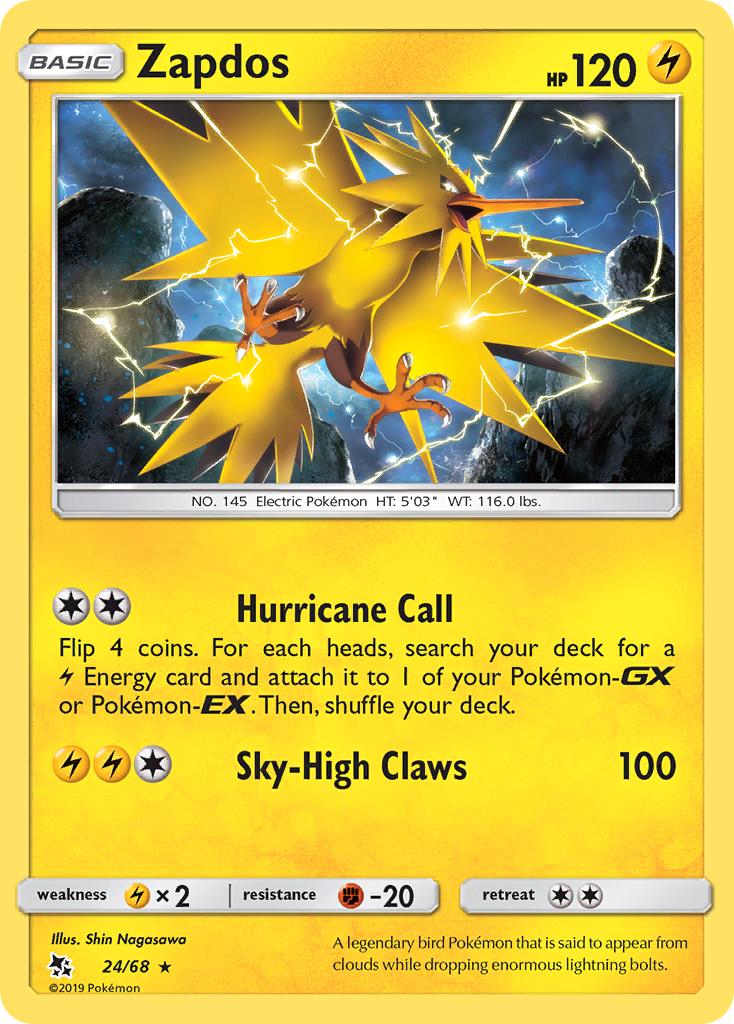 BASIC Zapdos HP 120
NO. 145 Electric Pokémon HT: 5'03" WT: 116.0 lbs.
Hurricane Call
Flip 4 coins. For each heads, search your deck for a
Energy card and attach it to 1 of your Pokémon-GX
or Pokémon-EX. Then, shuffle your deck.
Sky-High Claws 100
weakness ×2 resistance -20 retreat
Illus. Shin Nagasawa
24/68 ★
©2019 Pokémon
A legendary bird Pokémon that is said to appear from
clouds while dropping enormous lightning bolts.